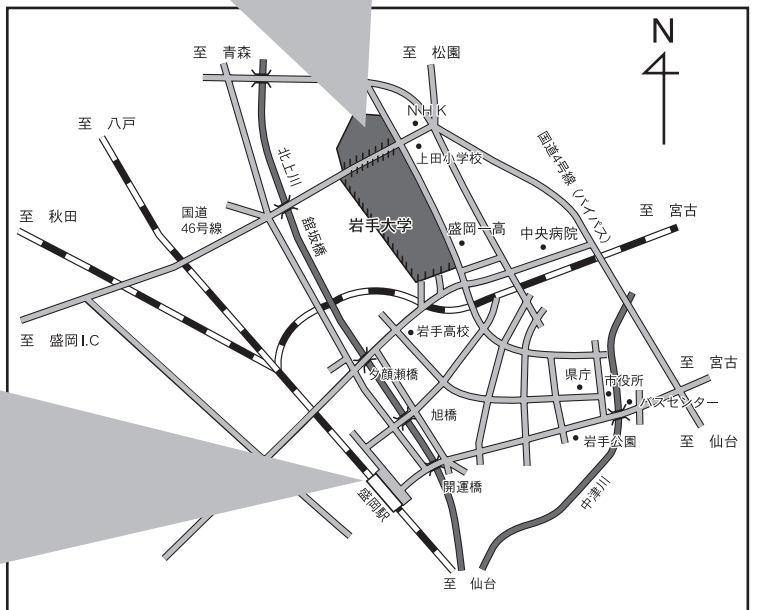 至 青森
至 松園
N
至 八戸
NHK
上田小学校
北上川
国道4号線（バイパス）
至 秋田
国道
46号線
舘坂橋
岩手大学
盛岡一高
中央病院
至 宮古
至 盛岡I.C
岩手高校
夕顔瀬橋
県庁
市役所
至 宮古
バスセンター
旭橋
岩手公園
至 仙台
開運橋
盛岡駅
中津川
至 仙台